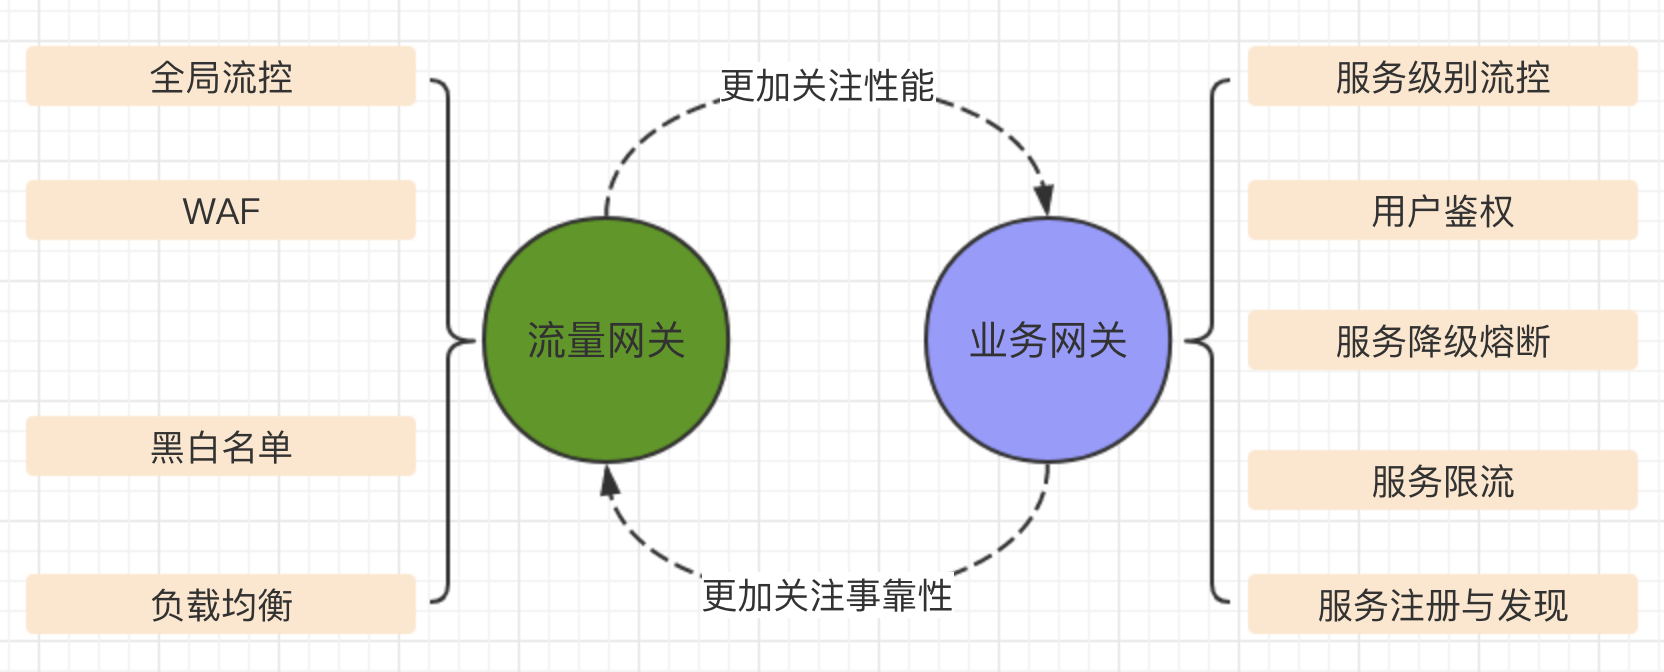 全局流控
WAF
黑白名单
负载均衡
更加关注性能
流量网关
业务网关
更加关注事靠性
服务级别流控
用户鉴权
服务降级熔断
服务限流
服务注册与发现